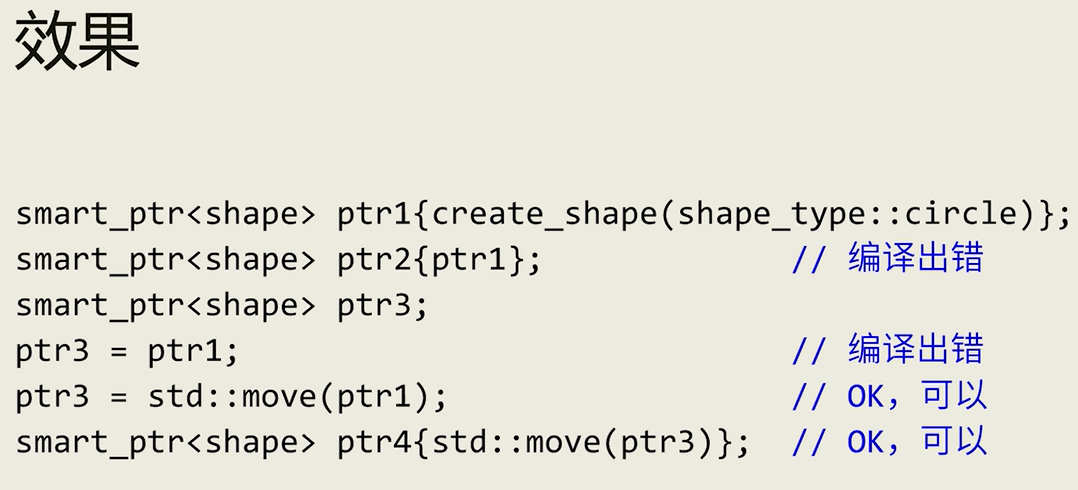 效果
smart_ptr<shape> ptr1{create_shape(shape_type::circle)};
smart_ptr<shape> ptr2{ptr1};            // 编译出错
smart_ptr<shape> ptr3;
ptr3 = ptr1;                            // 编译出错
ptr3 = std::move(ptr1);                 // OK，可以
smart_ptr<shape> ptr4{std::move(ptr3)}; // OK，可以